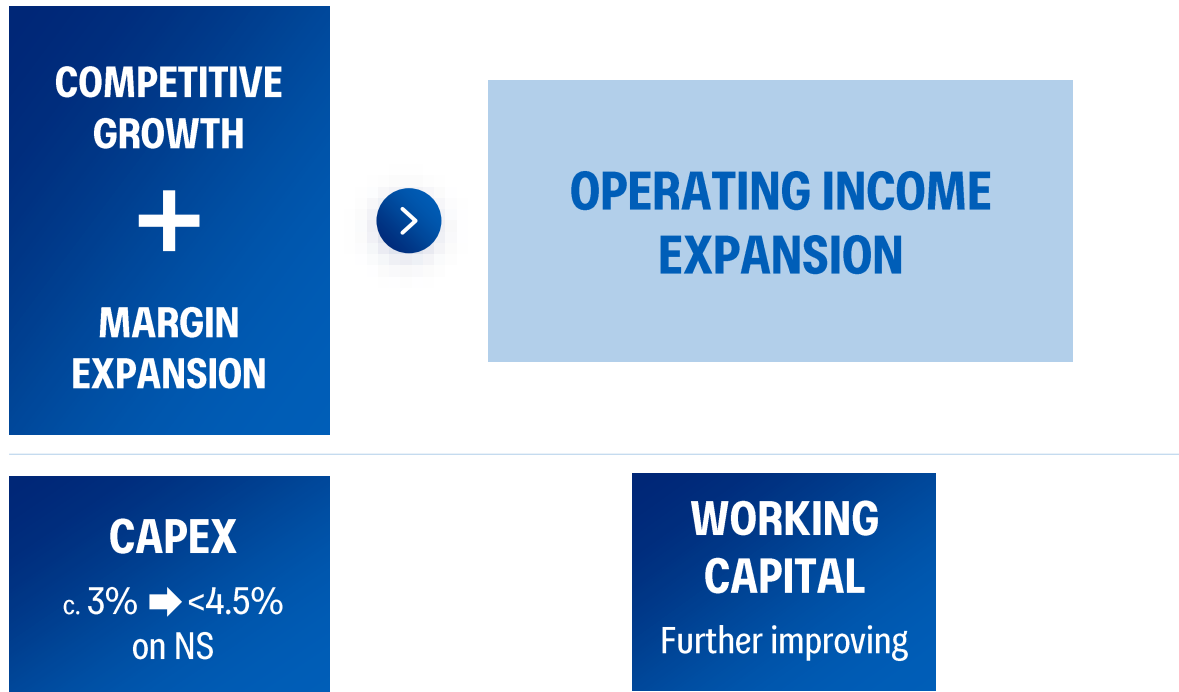 COMPETITIVE
GROWTH
+
MARGIN
EXPANSION
OPERATING INCOME
EXPANSION
CAPEX
c. 3% ➡ <4.5%
on NS
WORKING
CAPITAL
Further improving